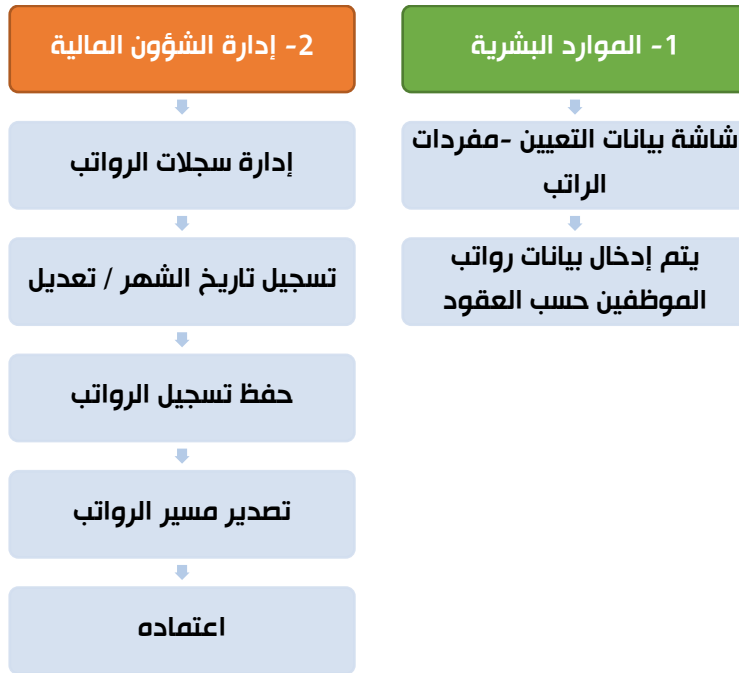 1- الموارد البشرية
شاشة بيانات التعيين -مفردات
الراتب
يتم إدخال بيانات رواتب
الموظفين حسب العقود
2- إدارة الشؤون المالية
إدارة سجلات الرواتب
تسجيل تاريخ الشهر / تعديل
حفظ تسجيل الرواتب
تصدير مسير الرواتب
اعتماده